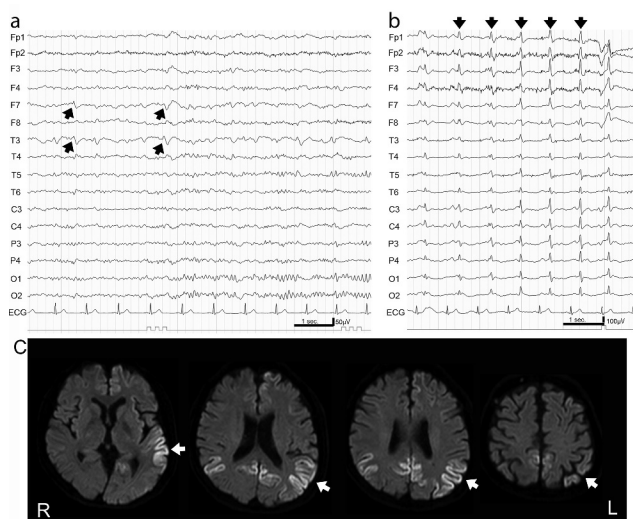 a
Fp1
Fp2
F3
F4
F7
F8
T3
T4
T5
T6
C3
C4
P3
P4
O1
O2
ECG
1 sec. 50μV
b
Fp1
Fp2
F3
F4
F7
F8
T3
T4
T5
T6
C3
C4
P3
P4
O1
O2
ECG
1 sec. 100μV
C
R
L